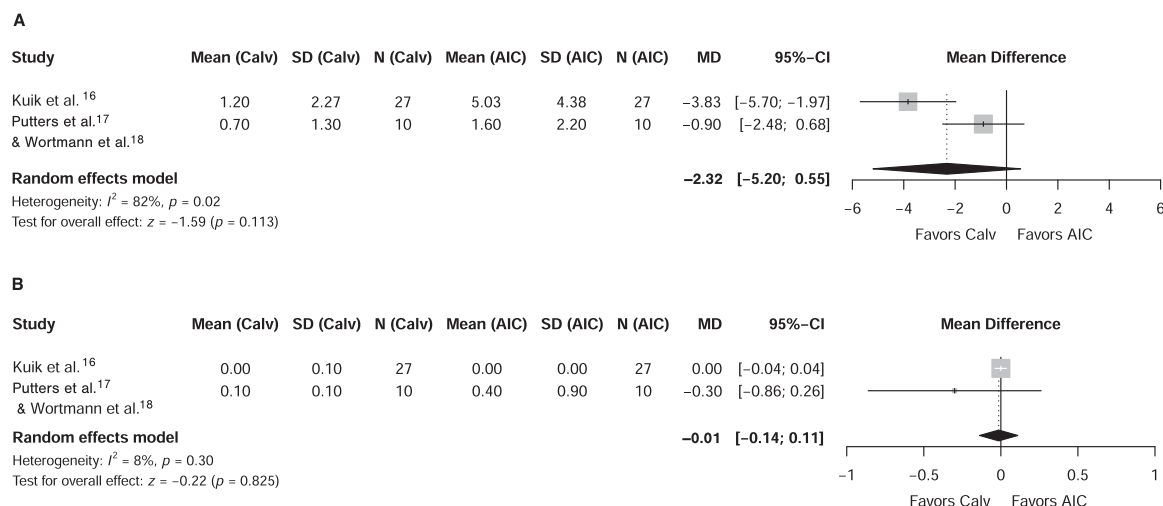 A
Study Mean (Calv) SD (Calv) N (Calv) Mean (AIC) SD (AIC) N (AIC) MD 95%−CI Mean Difference
Kuik et al. 16 1.20 2.27 27 5.03 4.38 27 −3.83 [−5.70; −1.97]
Putters et al.17 0.70 1.30 10 1.60 2.20 10 −0.90 [−2.48; 0.68]
& Wortmann et al.18
Random effects model −2.32 [−5.20; 0.55]
Heterogeneity: I2 = 82%, p = 0.02
Test for overall effect: z = −1.59 (p = 0.113)
−6 −4 −2 0 2 4 6
Favors Calv Favors AIC
B
Study Mean (Calv) SD (Calv) N (Calv) Mean (AIC) SD (AIC) N (AIC) MD 95%−CI Mean Difference
Kuik et al. 16 0.00 0.10 27 0.00 0.00 27 0.00 [−0.04; 0.04]
Putters et al.17 0.10 0.10 10 0.40 0.90 10 −0.30 [−0.86; 0.26]
& Wortmann et al.18
Random effects model −0.01 [−0.14; 0.11]
Heterogeneity: I2 = 8%, p = 0.30
Test for overall effect: z = −0.22 (p = 0.825)
−1 −0.5 0 0.5 1
Favors Calv Favors AIC